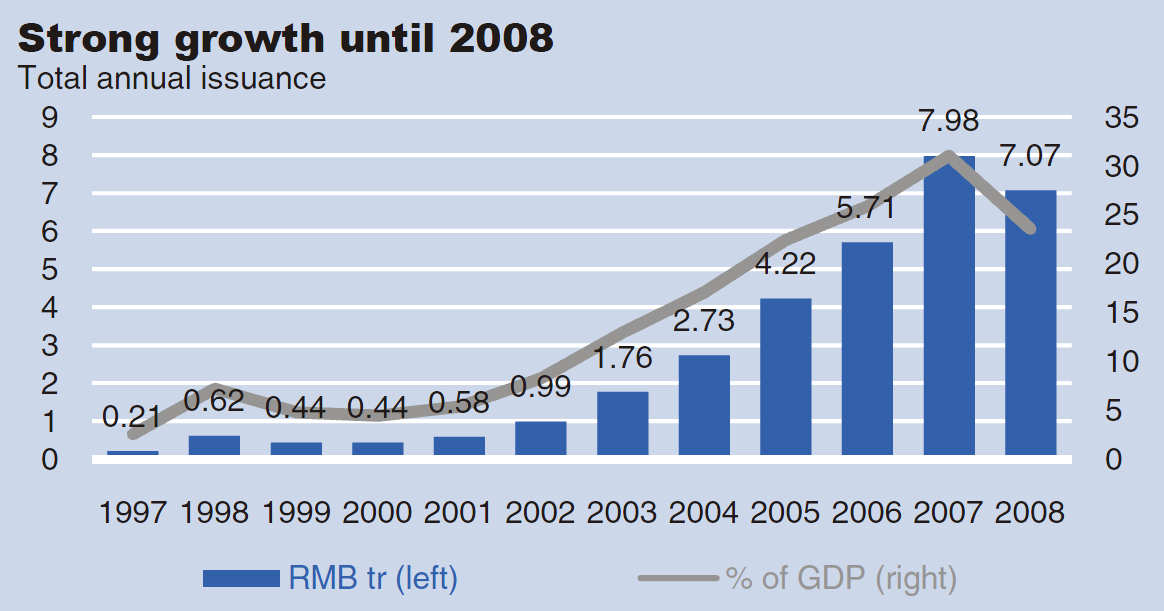 Strong growth until 2008
Total annual issuance
9 35
8 30
7 25
6 20
5 15
4 10
3 5
2 0
1
0
0.21 0.62 0.44 0.44 0.58 0.99 1.76 2.73 4.22 5.71 7.98 7.07
1997 1998 1999 2000 2001 2002 2003 2004 2005 2006 2007 2008
RMB tr (left) % of GDP (right)